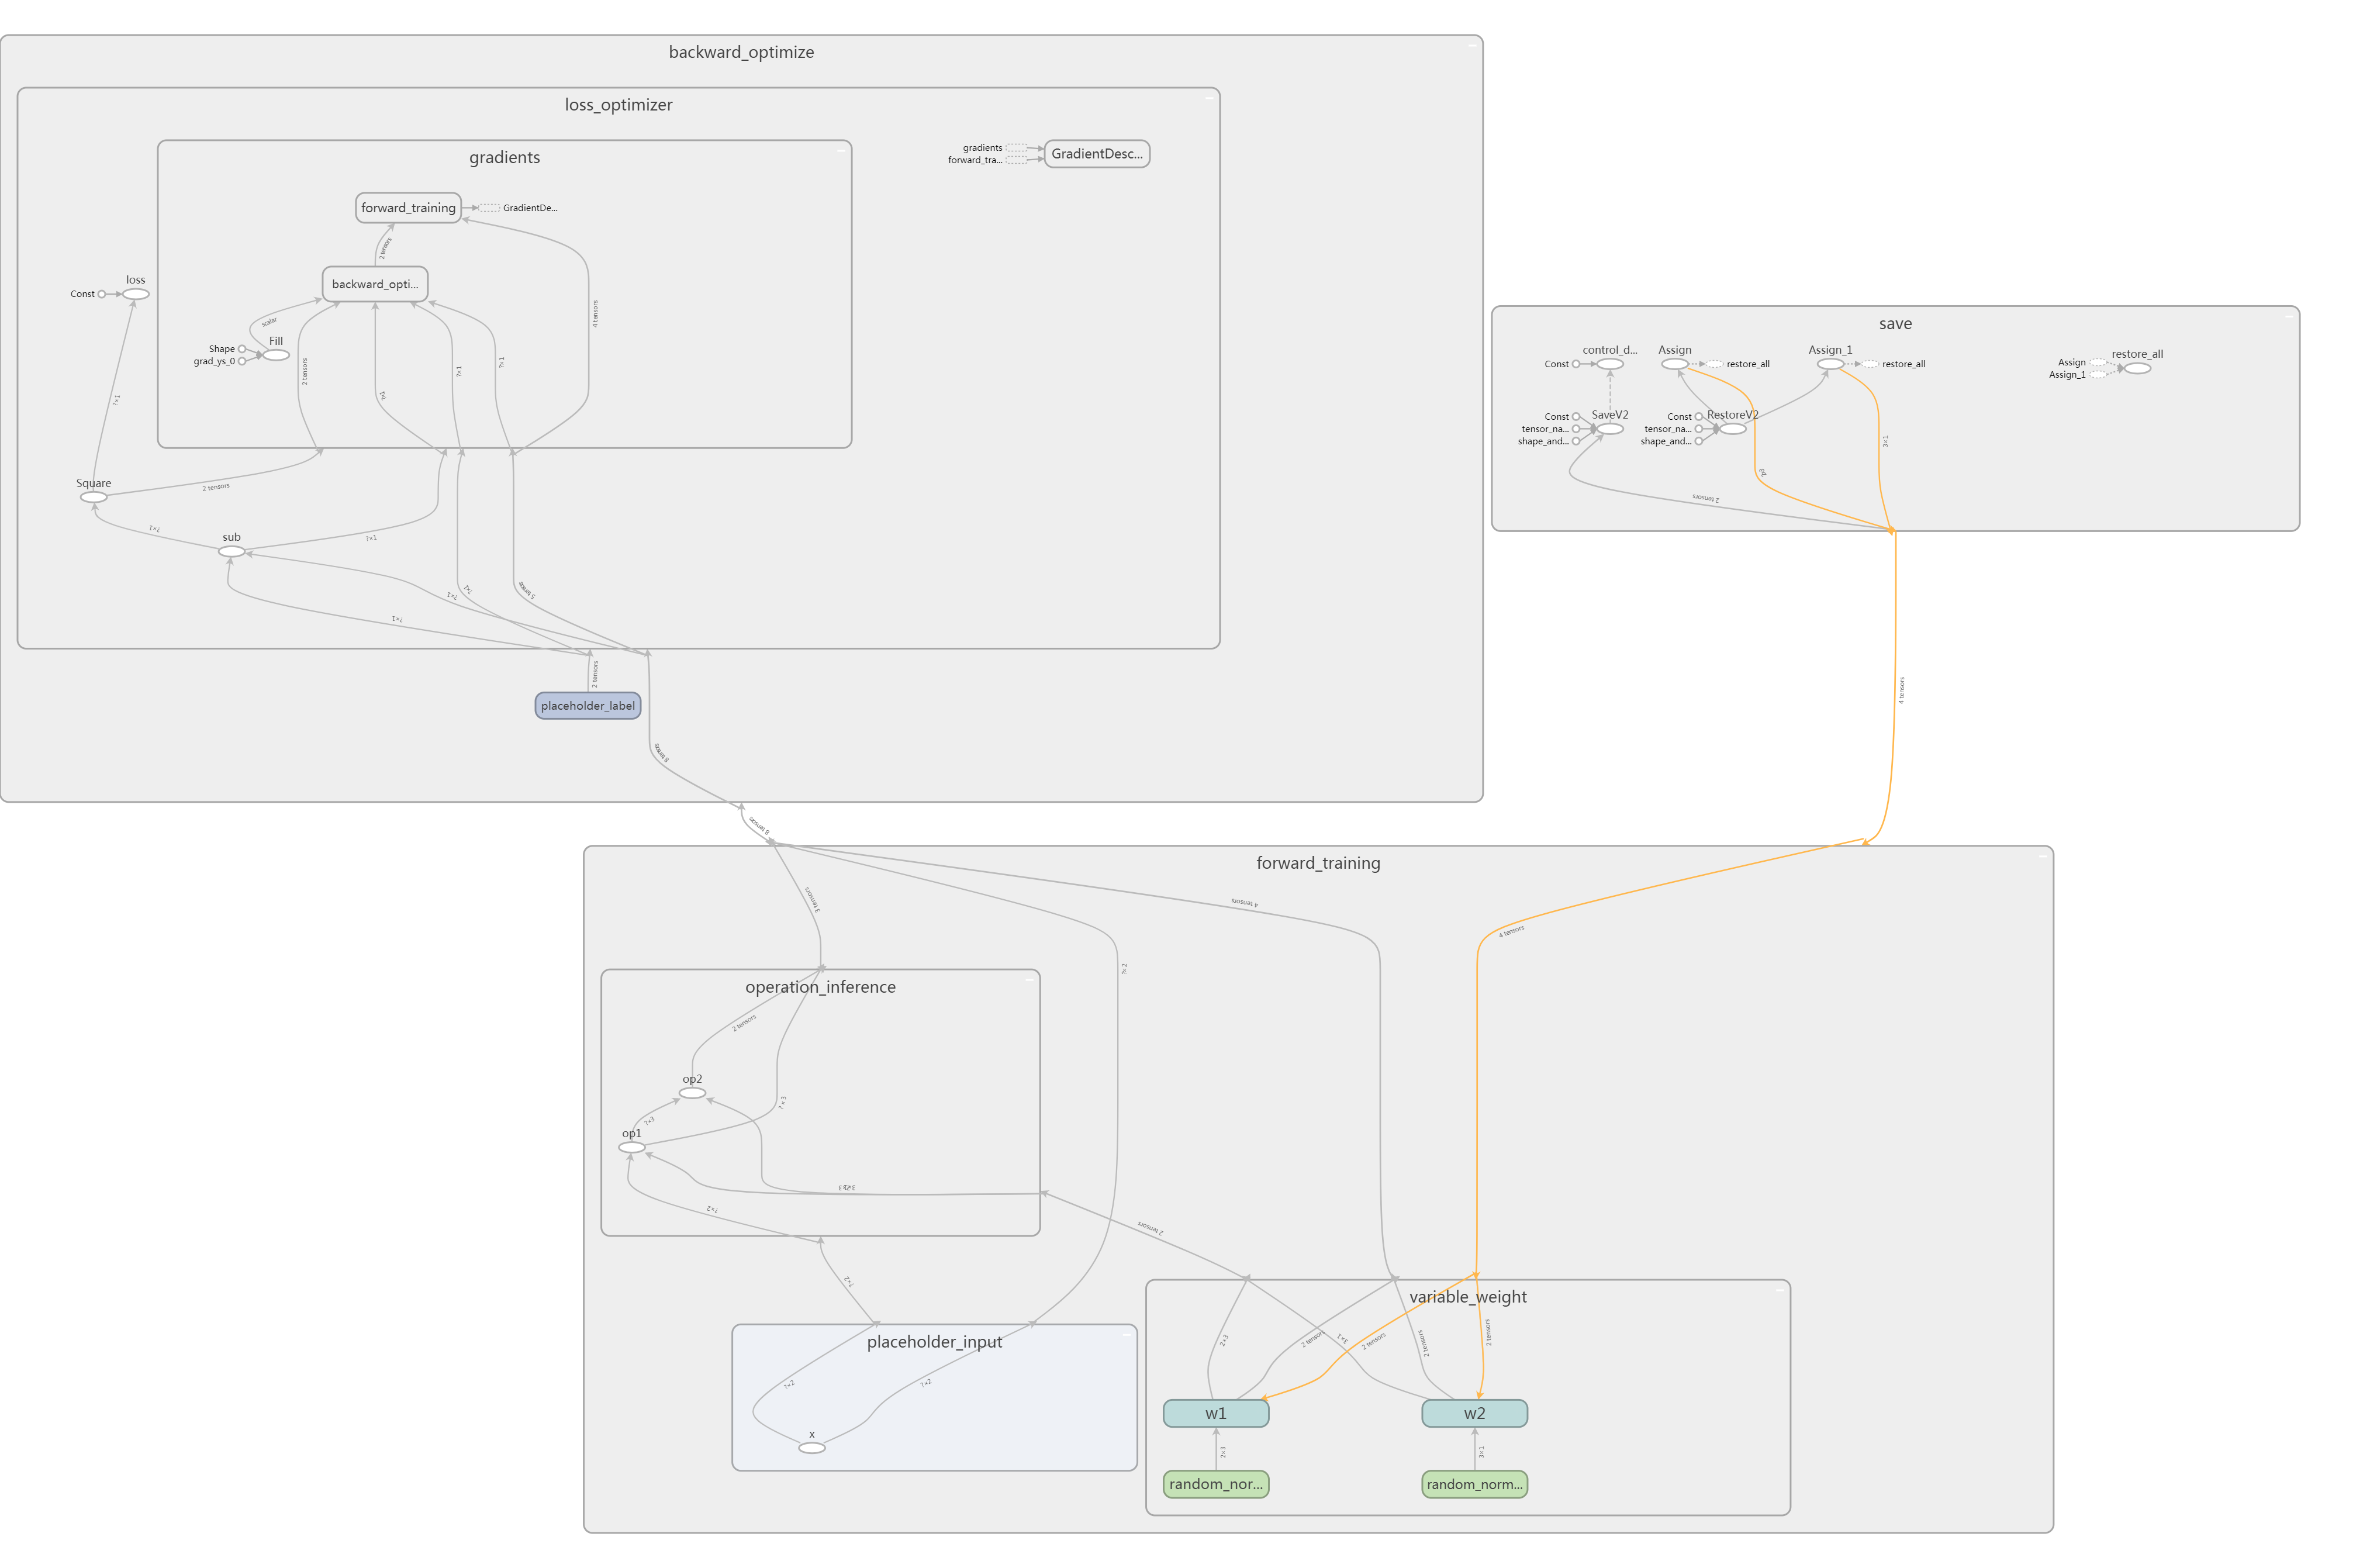 backward_optimize
loss_optimizer
gradients
gradients
forward_tra...
GradientDesc...
forward_training
GradientDe...
2 tensors
backward_opti...
loss
Const
scalar
4 tensors
Shape
grad_ys_0
Fill
2 tensors
?×1
?×1
?×1
Square
2 tensors
?×1
sub
?×1
?×1
?×1
5 tensors
2 tensors
placeholder_label
8 tensors
8 tensors
save
control_d...
Const
Assign
restore_all
Assign_1
restore_all
Assign
Assign_1
restore_all
Const
tensor_na...
shape_and...
SaveV2
Const
tensor_na...
shape_and...
RestoreV2
3×1
2 tensors
4 tensors
forward_training
3 tensors
4 tensors
4 tensors
?×2
operation_inference
2 tensors
op2
?×3
?×3
op1
?×2
2 tensors
?×2
variable_weight
placeholder_input
2×3
2 tensors
3×1
2 tensors
2 tensors
2 tensors
?×2
?×2
x
w1
w2
2×3
3×1
random_nor...
random_norm...